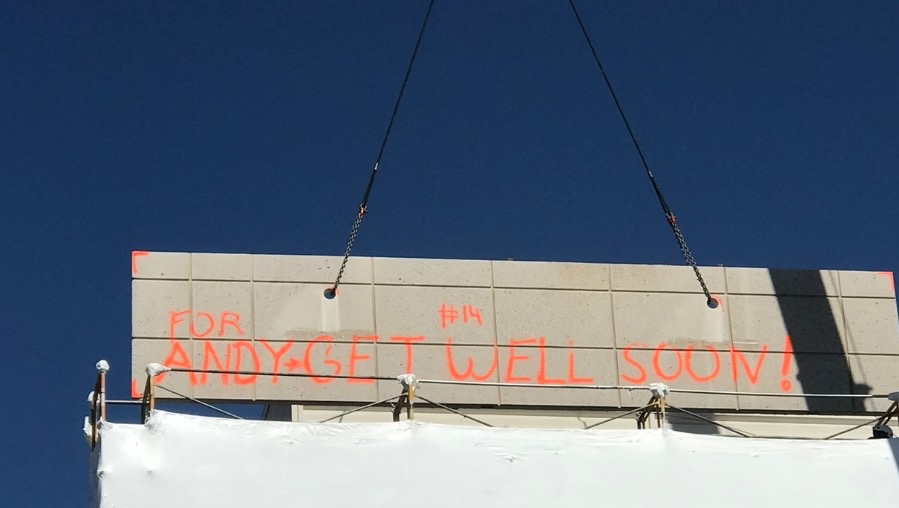 FOR
#14
ANDY-GET WELL SOON!